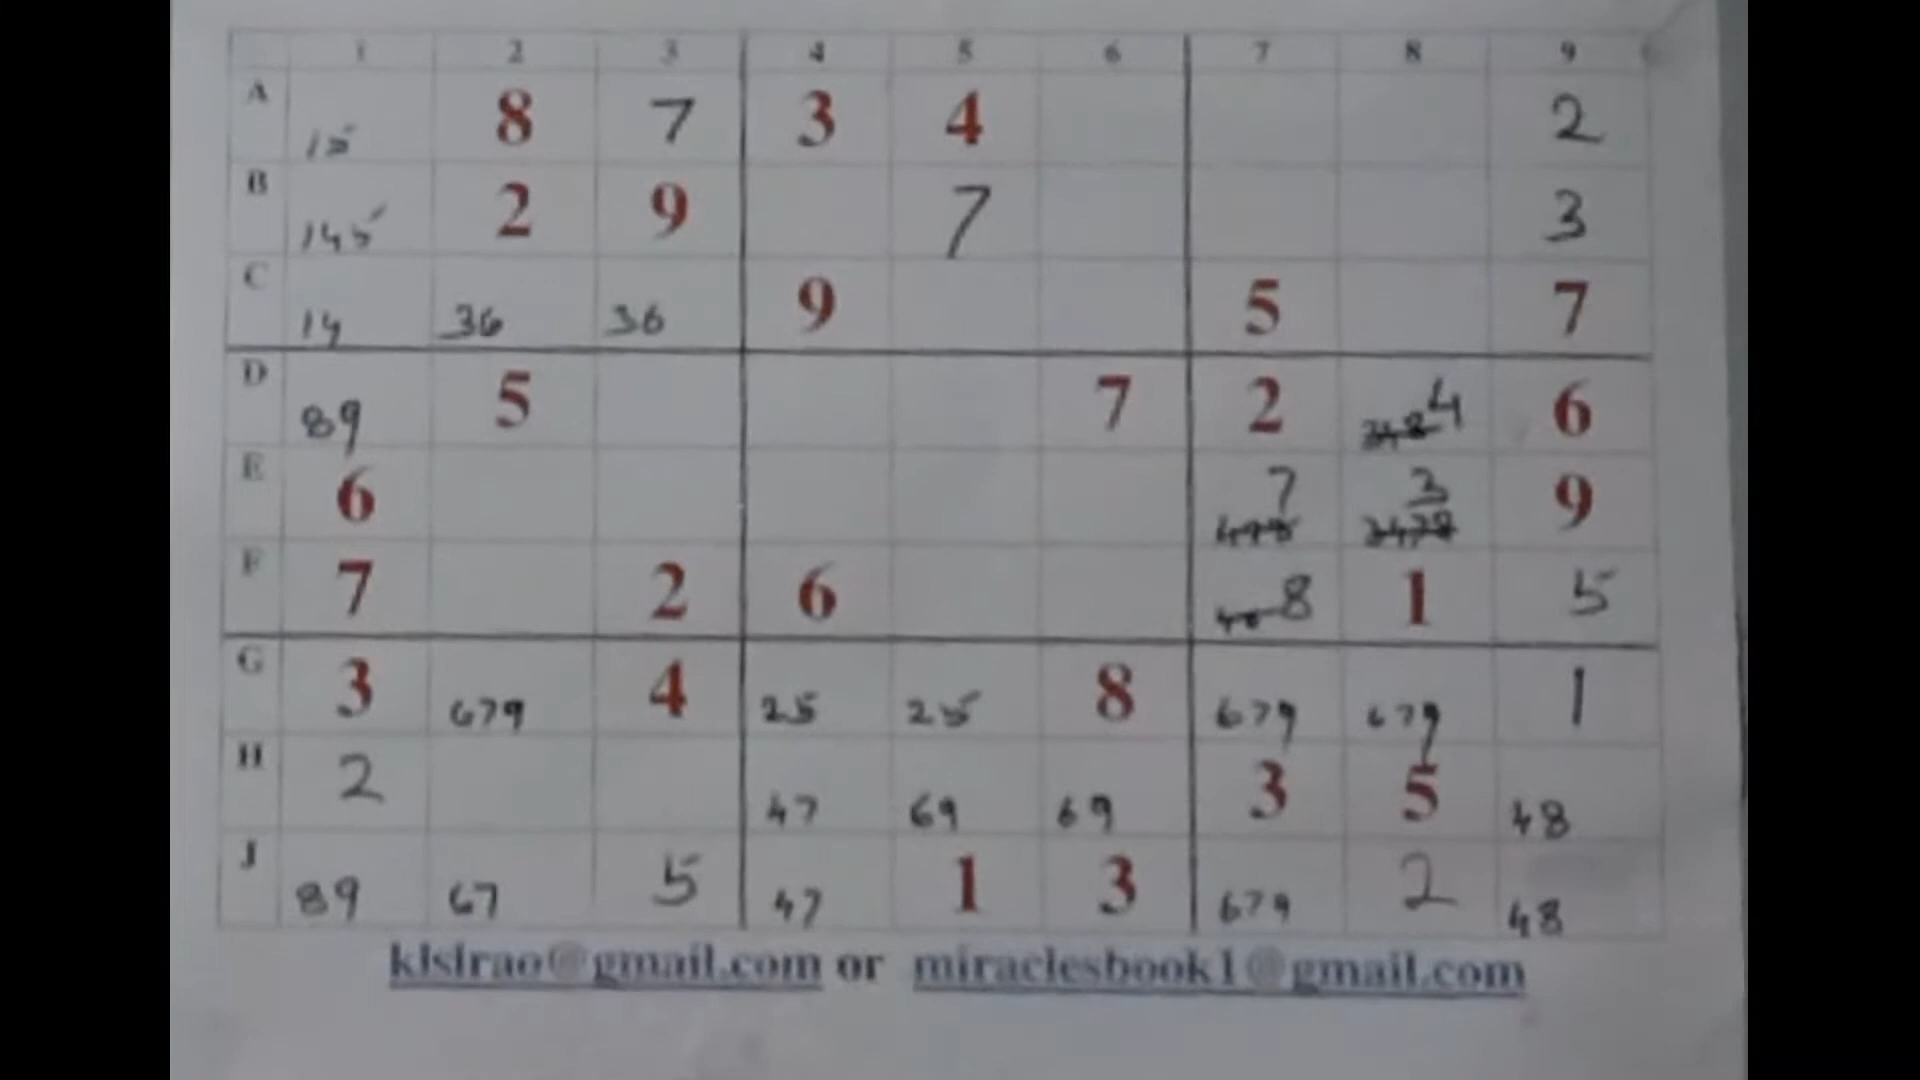 1 2 3 4 5 6 7 8 9
A 15 8 7 3 4 2
B 145 2 9 7 3
C 14 36 36 9 5 7
D 89 5 7 2 4 6
E 6 7 3 9
F 7 2 6 8 1 5
G 3 679 4 25 25 8 679 679 1
H 2 47 69 69 3 5 48
J 89 67 5 47 1 3 679 2 48
klsirao@gmail.com or miraclesbook1@gmail.com